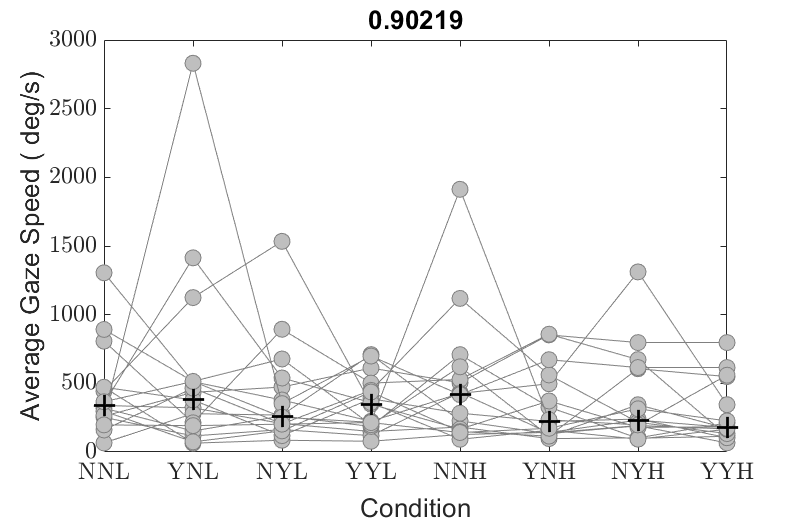 0.90219
3000
2500
2000
1500
1000
500
0
Average Gaze Speed ( deg/s)
NNL YNL NYL YYL NNH YNH NYH YYH
Condition